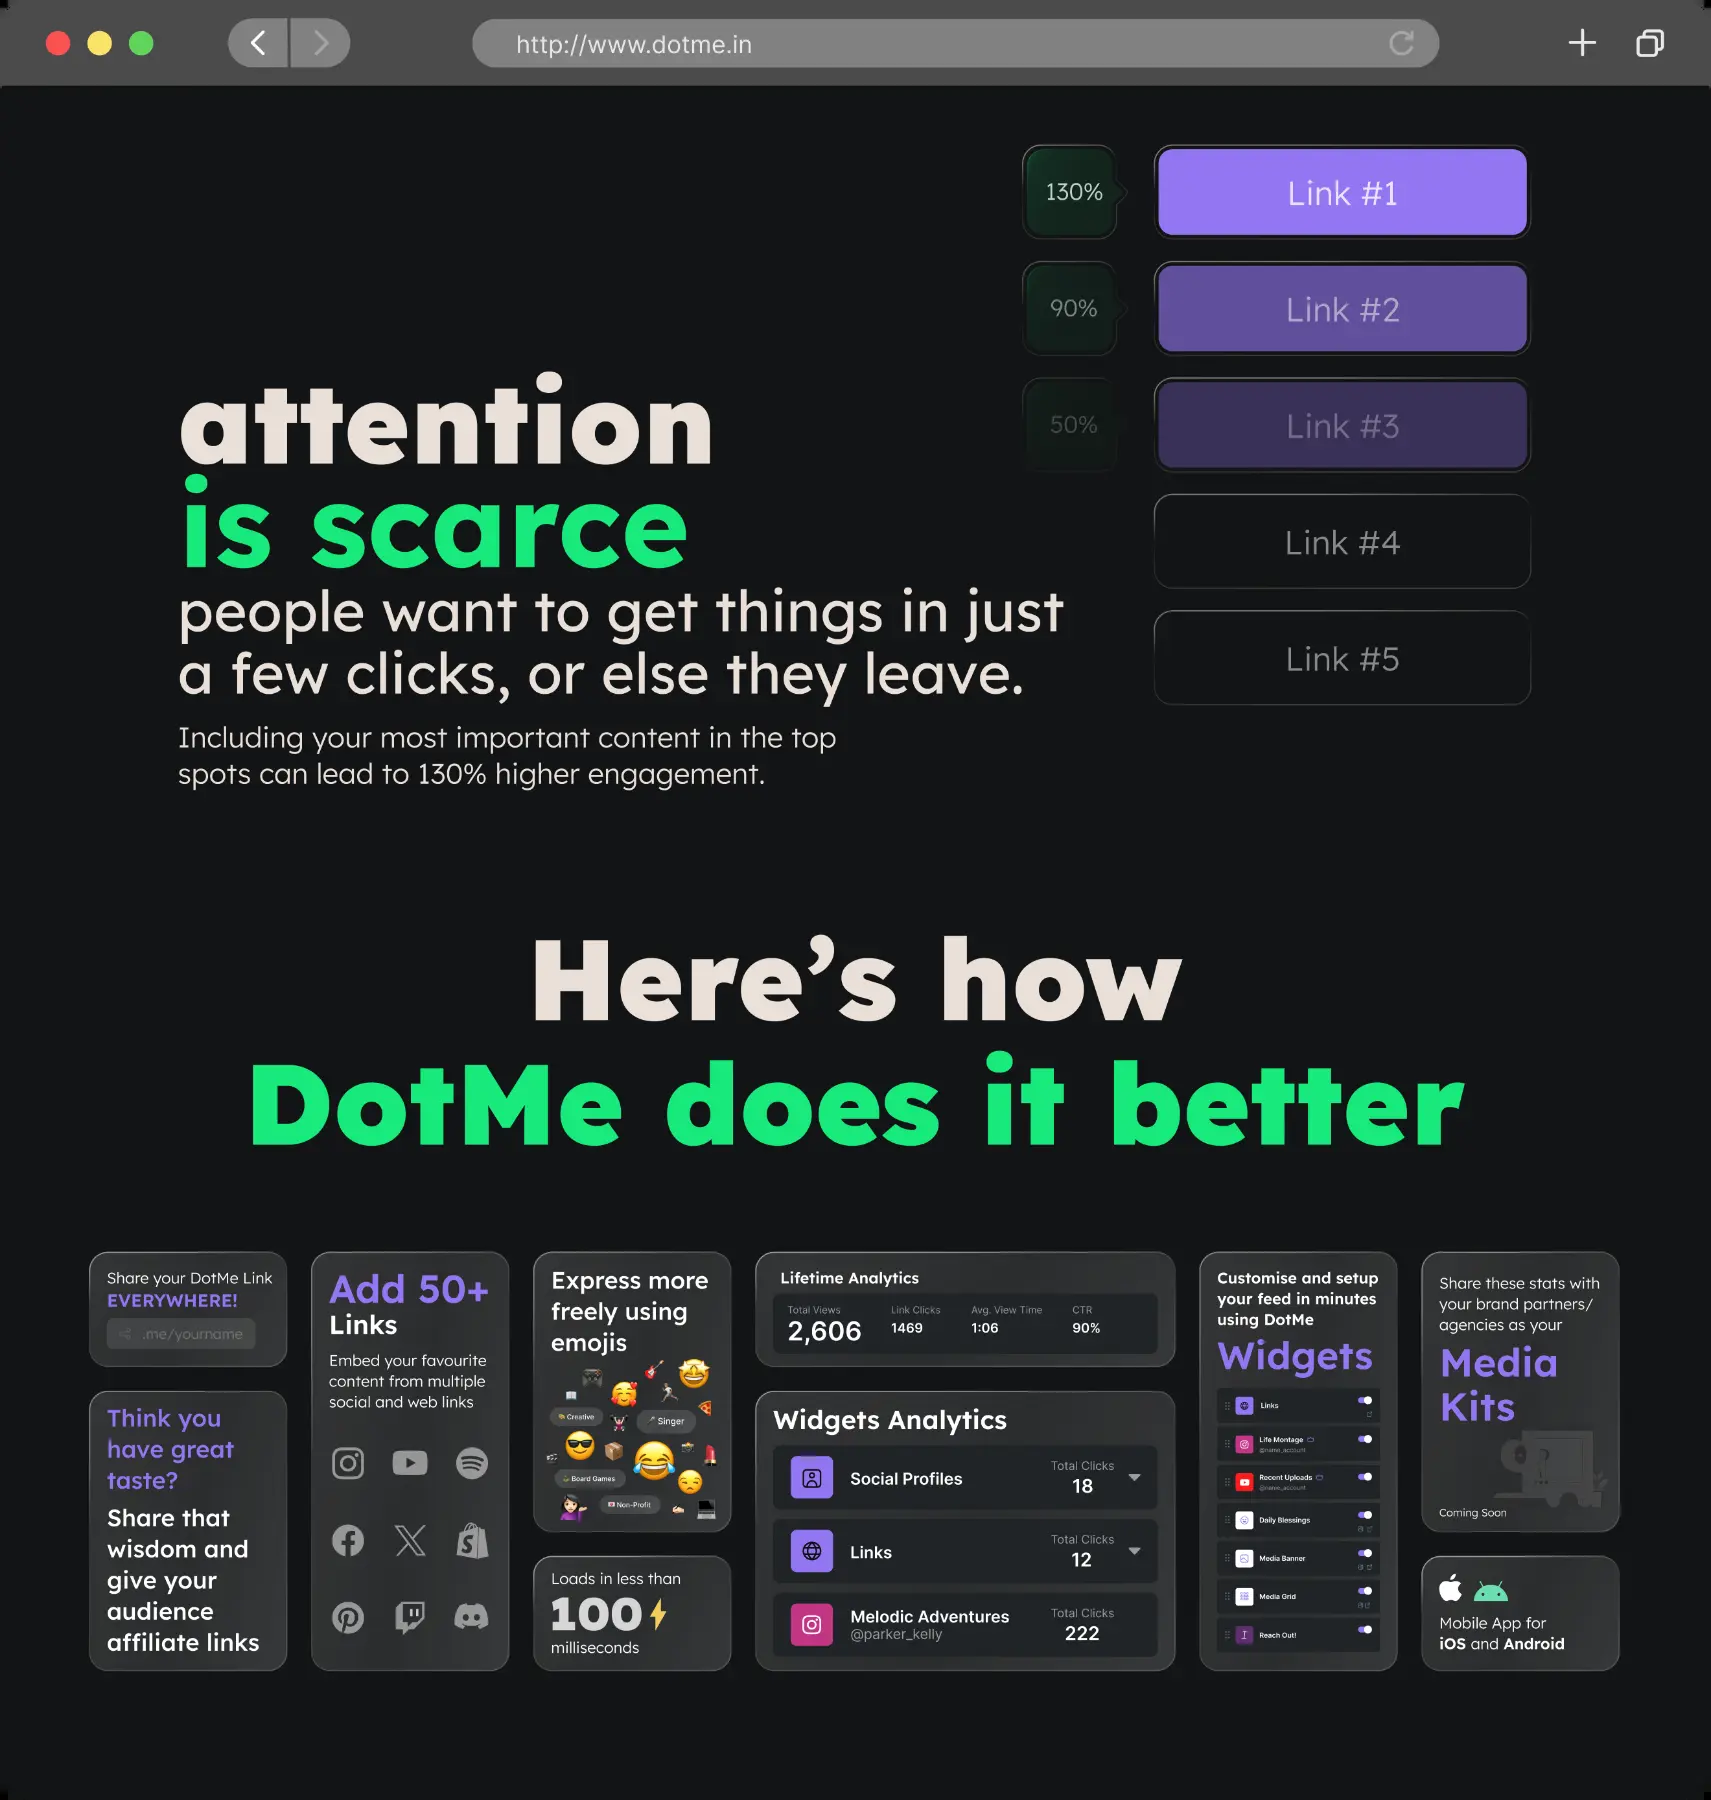 http://www.dotme.in
130%
Link #1
90%
Link #2
50%
Link #3
Link #4
Link #5
attention
is scarce
people want to get things in just
a few clicks, or else they leave.
Including your most important content in the top
spots can lead to 130% higher engagement.
Here's how
DotMe does it better
Share your DotMe Link
EVERYWHERE!
.me/yourname
Think you
have great
taste?
Share that
wisdom and
give your
audience
affiliate links
Add 50+
Links
Embed your favourite
content from multiple
social and web links
Express more
freely using
emojis
Creative
Singer
Board Games
Non-Profit
Loads in less than
100
milliseconds
Lifetime Analytics
Total Views
2,606
Link Clicks
1469
Avg. View Time
1:06
CTR
90%
Widgets Analytics
Social Profiles
Total Clicks
18
Links
Total Clicks
12
Melodic Adventures
@parker_kelly
Total Clicks
222
Customise and setup
your feed in minutes
using DotMe
Widgets
Links
Life Montage
@name_account
Recent Uploads
@name_account
Daily Blessings
Media Banner
Media Grid
Reach Out!
Share these stats with
your brand partners/
agencies as your
Media
Kits
Coming Soon
Mobile App for
iOS and Android